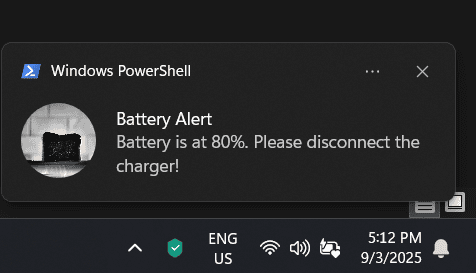 Windows PowerShell
Battery Alert
Battery is at 80%. Please disconnect the
charger!
ENG
US
5:12 PM
9/3/2025